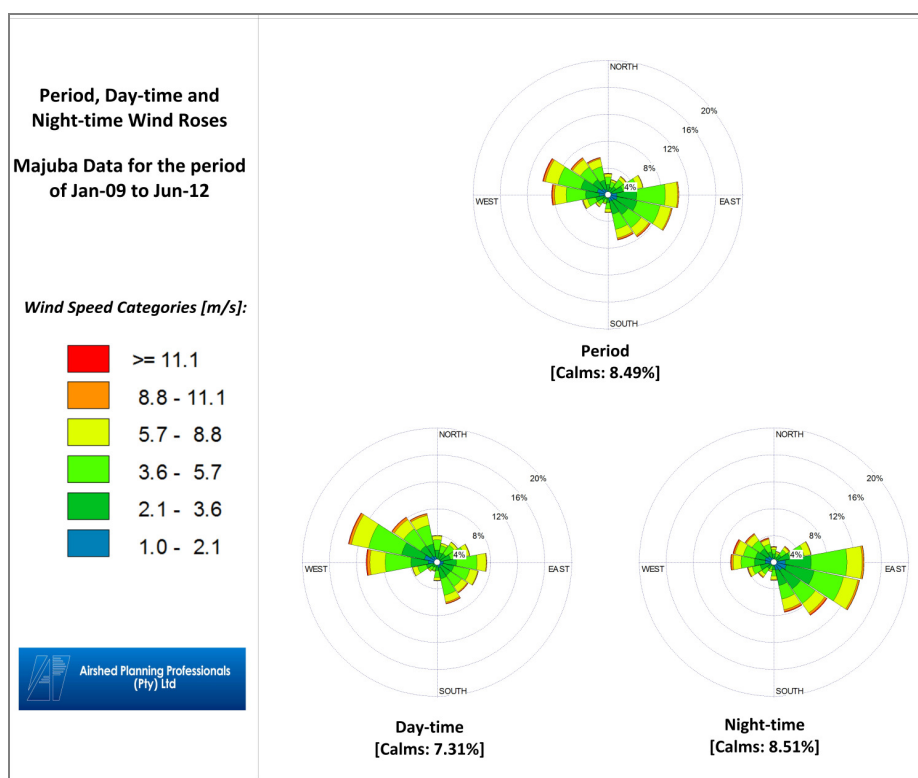 Period, Day-time and
Night-time Wind Roses
Majuba Data for the period
of Jan-09 to Jun-12
Wind Speed Categories [m/s]:
>= 11.1
8.8 - 11.1
5.7 - 8.8
3.6 - 5.7
2.1 - 3.6
1.0 - 2.1
Airshed Planning Professionals
(Pty) Ltd
NORTH
20%
16%
12%
8%
4%
WEST
EAST
SOUTH
Period
[Calms: 8.49%]
NORTH
20%
16%
12%
8%
4%
WEST
EAST
SOUTH
Day-time
[Calms: 7.31%]
NORTH
20%
16%
12%
8%
4%
WEST
EAST
SOUTH
Night-time
[Calms: 8.51%]